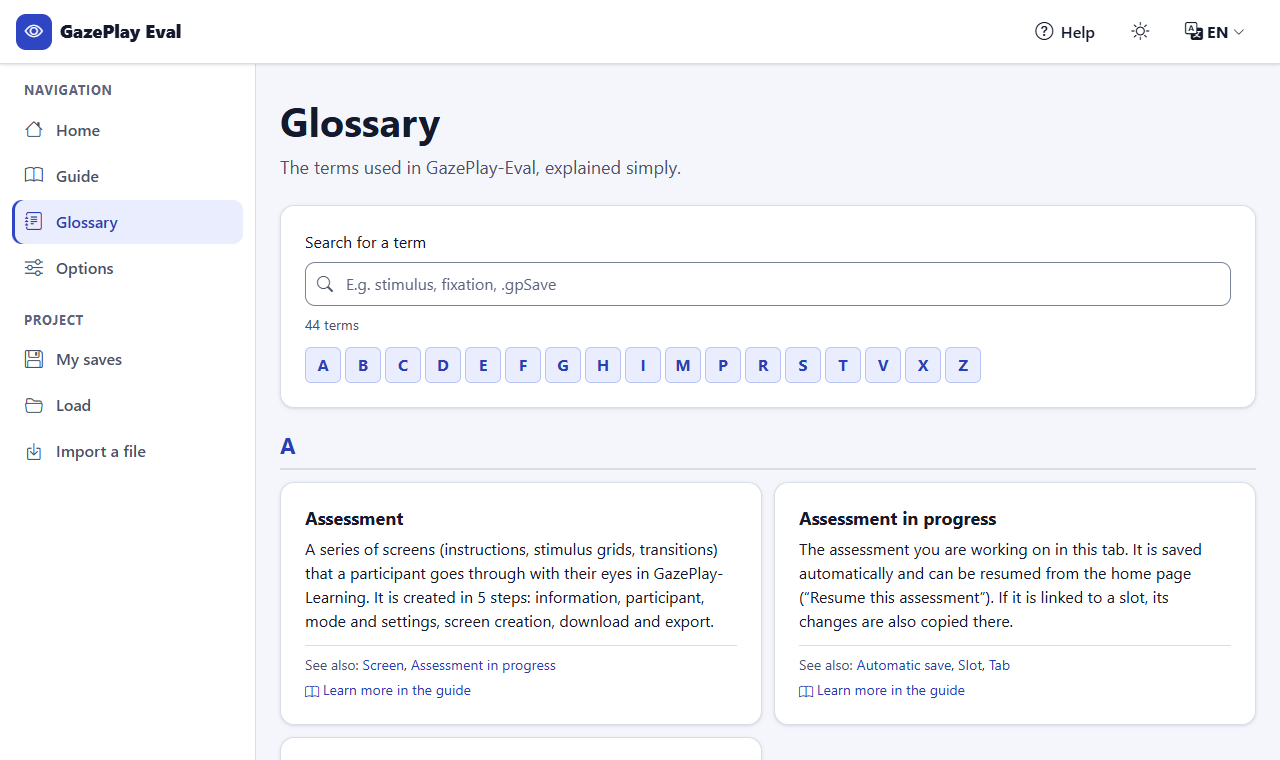 GazePlay Eval
Help
EN
NAVIGATION
Home
Guide
Glossary
Options
PROJECT
My saves
Load
Import a file
Glossary
The terms used in GazePlay-Eval, explained simply.
Search for a term
E.g. stimulus, fixation, .gpSave
44 terms
A B C D E F G H I M P R S T V X Z
A
Assessment
A series of screens (instructions, stimulus grids, transitions)
that a participant goes through with their eyes in GazePlay-
Learning. It is created in 5 steps: information, participant,
mode and settings, screen creation, download and export.
See also: Screen, Assessment in progress
Learn more in the guide
Assessment in progress
The assessment you are working on in this tab. It is saved
automatically and can be resumed from the home page
(“Resume this assessment”). If it is linked to a slot, its
changes are also copied there.
See also: Automatic save, Slot, Tab
Learn more in the guide